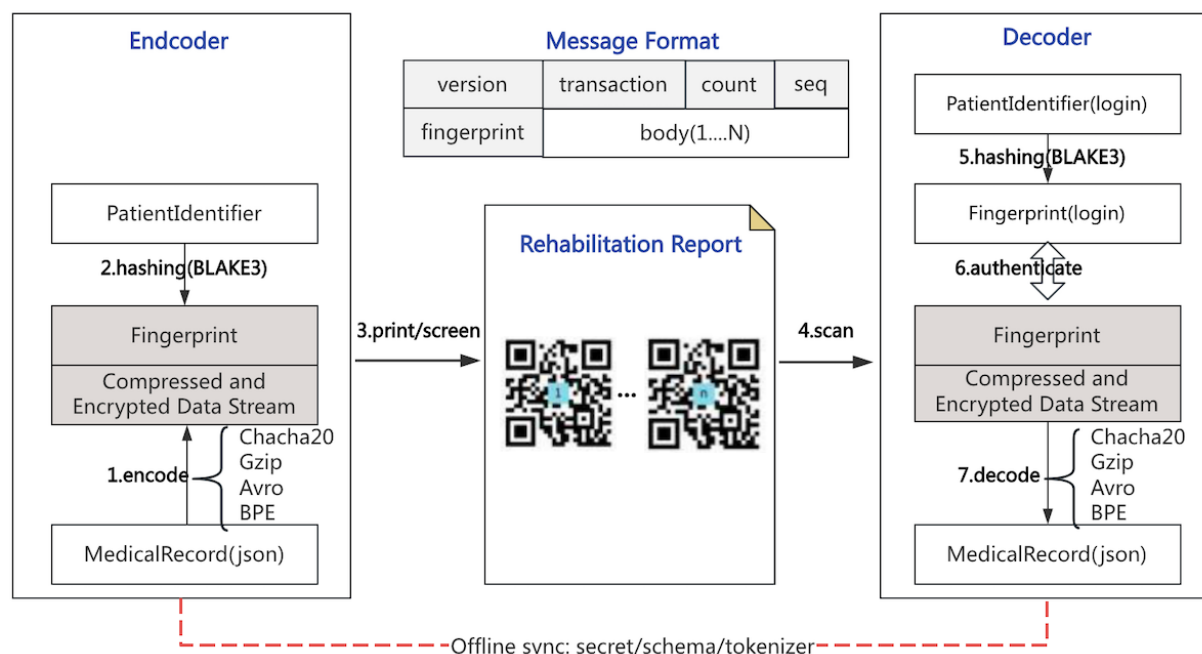 Endcoder
PatientIdentifier
2.hashing(BLAKE3)
Fingerprint
Compressed and
Encrypted Data Stream
1.encode
Chacha20
Gzip
Avro
BPE
MedicalRecord(json)
Message Format
version transaction count seq
fingerprint body(1....N)
3.print/screen
Rehabilitation Report
1 ... n
4.scan
Decoder
PatientIdentifier(login)
5.hashing(BLAKE3)
Fingerprint(login)
6.authenticate
Fingerprint
Compressed and
Encrypted Data Stream
7.decode
Chacha20
Gzip
Avro
BPE
MedicalRecord(json)
Offline sync: secret/schema/tokenizer